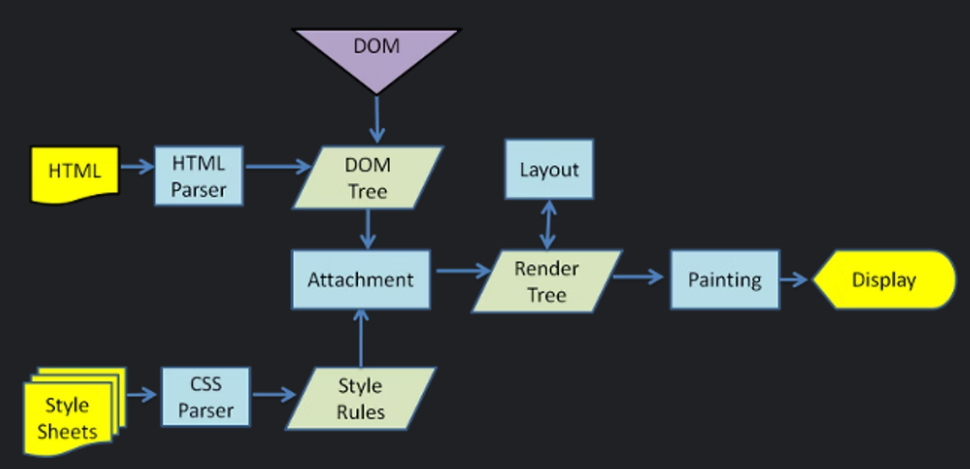 DOM
HTML
HTML
Parser
DOM
Tree
Layout
Attachment
Render
Tree
Painting
Display
Style
Sheets
CSS
Parser
Style
Rules